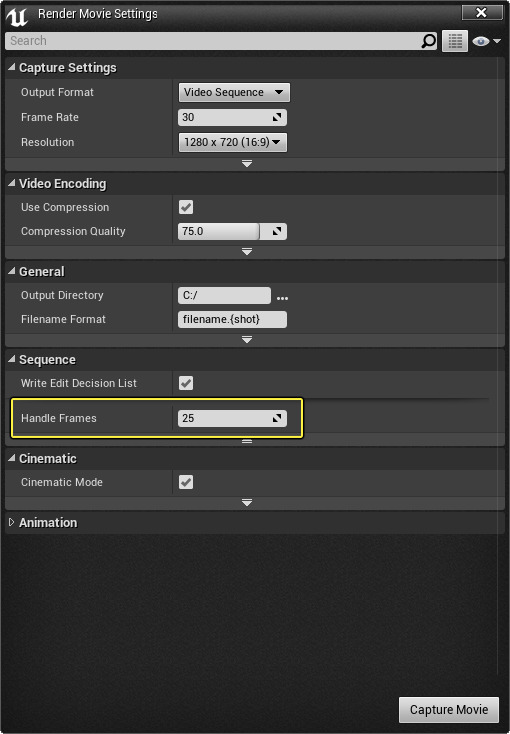 Render Movie Settings
Search
Capture Settings
Output Format Video Sequence
Frame Rate 30
Resolution 1280 x 720 (16:9)
Video Encoding
Use Compression
Compression Quality 75.0
General
Output Directory C:/ ...
Filename Format filename.{shot}
Sequence
Write Edit Decision List
Handle Frames 25
Cinematic
Cinematic Mode
Animation
Capture Movie